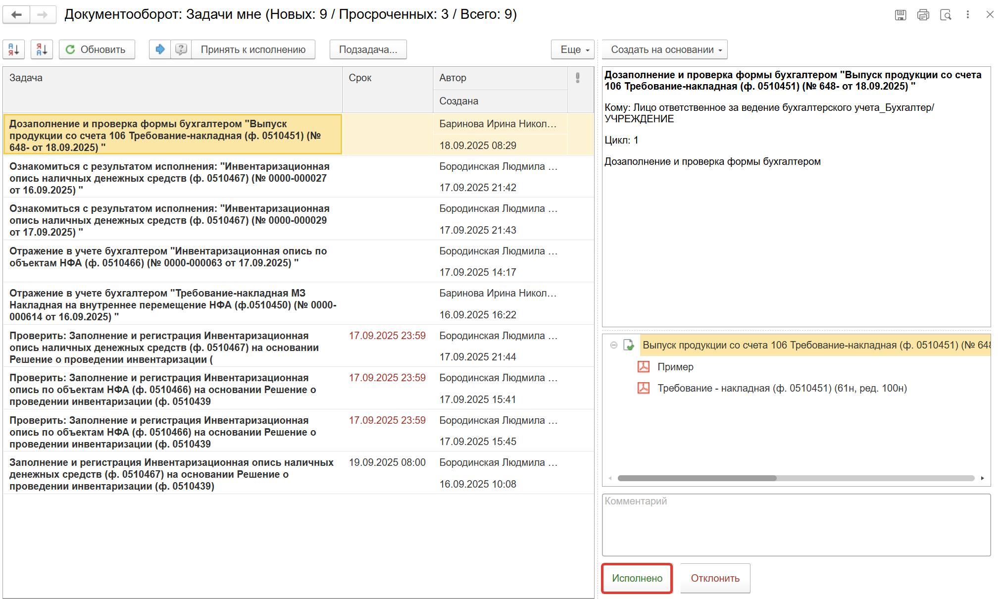 Документооборот: Задачи мне (Новых: 9 / Просроченных: 3 / Всего: 9)
Обновить
Принять к исполнению
Подзадача...
Еще
Создать на основании
Задача
Срок
Автор
Создана
Дозаполнение и проверка формы бухгалтером "Выпуск
продукции со счета 106 Требование-накладная (ф. 0510451) (№
648- от 18.09.2025) "
Баринова Ирина Никол...
18.09.2025 08:29
Ознакомиться с результатом исполнения: "Инвентаризационная
опись наличных денежных средств (ф. 0510467) (№ 0000-000027
от 16.09.2025) "
Бородинская Людмила ...
17.09.2025 21:42
Ознакомиться с результатом исполнения: "Инвентаризационная
опись наличных денежных средств (ф. 0510467) (№ 0000-000029
от 17.09.2025) "
Бородинская Людмила ...
17.09.2025 21:43
Отражение в учете бухгалтером "Инвентаризационная опись по
объектам НФА (ф. 0510466) (№ 0000-000063 от 17.09.2025) "
Бородинская Людмила ...
17.09.2025 14:17
Отражение в учете бухгалтером "Требование-накладная МЗ
Накладная на внутреннее перемещение НФА (ф.0510450) (№ 0000-
000614 от 16.09.2025) "
Баринова Ирина Никол...
16.09.2025 16:22
Проверить: Заполнение и регистрация Инвентаризационная
опись наличных денежных средств (ф. 0510467) на основании
Решение о проведении инвентаризации (
17.09.2025 23:59
Бородинская Людмила ...
17.09.2025 21:44
Проверить: Заполнение и регистрация Инвентаризационная
опись по объектам НФА (ф. 0510466) на основании Решение о
проведении инвентаризации (ф. 0510439
17.09.2025 23:59
Бородинская Людмила ...
17.09.2025 15:41
Проверить: Заполнение и регистрация Инвентаризационная
опись по объектам НФА (ф. 0510466) на основании Решение о
проведении инвентаризации (ф. 0510439
17.09.2025 23:59
Бородинская Людмила ...
17.09.2025 15:45
Заполнение и регистрация Инвентаризационная опись наличных
денежных средств (ф. 0510467) на основании Решение о
проведении инвентаризации (ф. 0510439)
19.09.2025 08:00
Бородинская Людмила ...
16.09.2025 10:08
Дозаполнение и проверка формы бухгалтером "Выпуск продукции со счета
106 Требование-накладная (ф. 0510451) (№ 648- от 18.09.2025) "
Кому: Лицо ответственное за ведение бухгалтерского учета_Бухгалтер/
УЧРЕЖДЕНИЕ
Цикл: 1
Дозаполнение и проверка формы бухгалтером
Выпуск продукции со счета 106 Требование-накладная (ф. 0510451) (№ 648
Пример
Требование - накладная (ф. 0510451) (61н, ред. 100н)
Комментарий
Исполнено
Отклонить